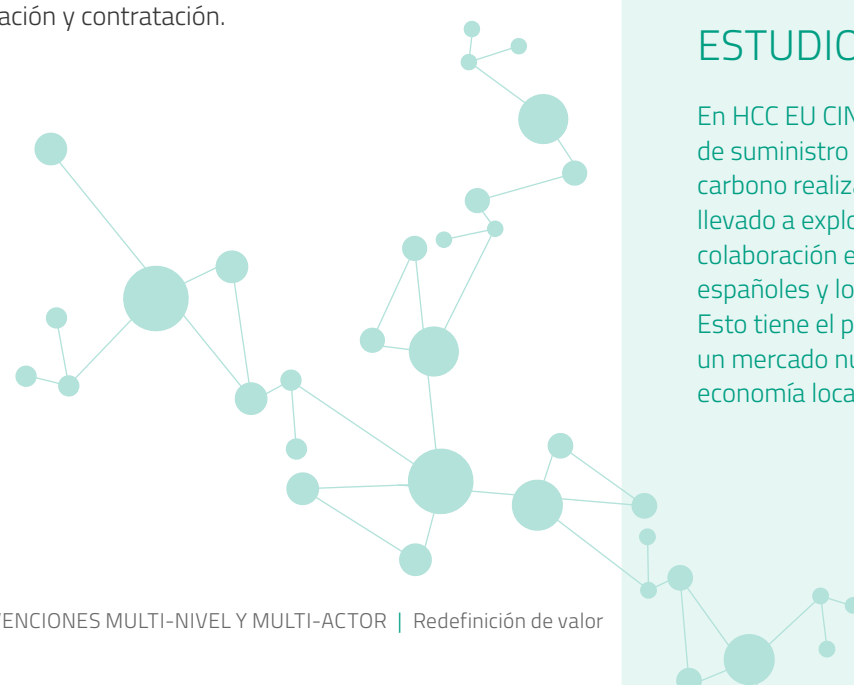 ación y contratación.
ESTUDIO
En HCC EU CIN
de suministro
carbono realiza
llevado a explo
colaboración e
españoles y lo
Esto tiene el p
un mercado nu
economía loca
VENCIONES MULTI-NIVEL Y MULTI-ACTOR | Redefinición de valor